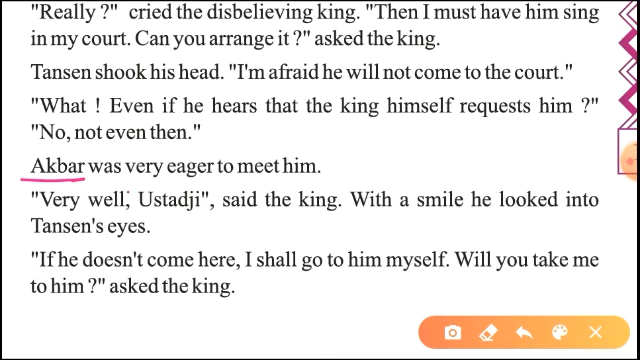 "Really ?" cried the disbelieving king. "Then I must have him sing
in my court. Can you arrange it ?" asked the king.
Tansen shook his head. "I'm afraid he will not come to the court."
"What ! Even if he hears that the king himself requests him ?"
"No, not even then."
Akbar was very eager to meet him.
"Very well, Ustadji", said the king. With a smile he looked into
Tansen's eyes.
"If he doesn't come here, I shall go to him myself. Will you take me
to him ?" asked the king.